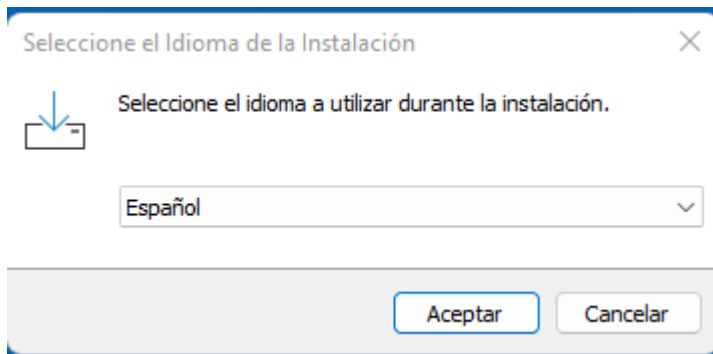 Seleccione el Idioma de la Instalación
Seleccione el idioma a utilizar durante la instalación.
Español
Aceptar
Cancelar